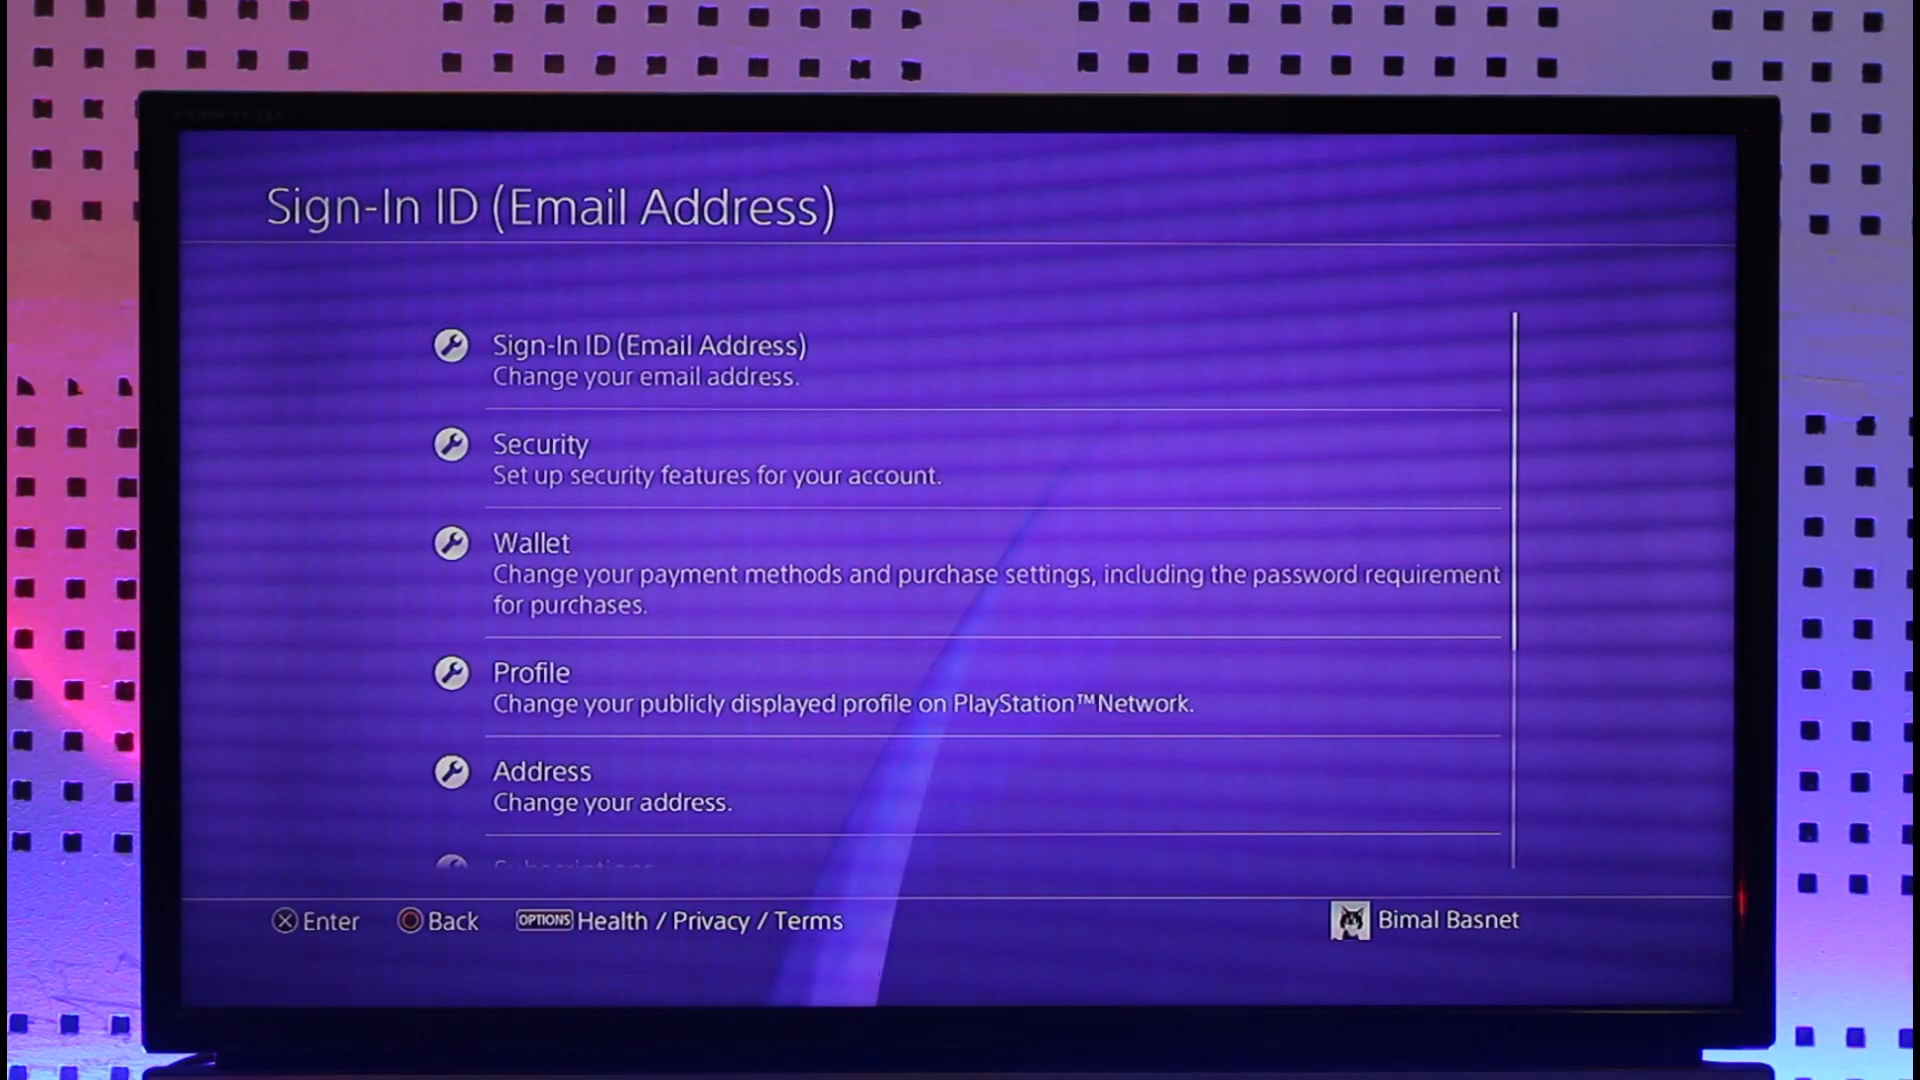 Sign-In ID (Email Address)
Sign-In ID (Email Address)
Change your email address.
Security
Set up security features for your account.
Wallet
Change your payment methods and purchase settings, including the password requirement
for purchases.
Profile
Change your publicly displayed profile on PlayStation™Network.
Address
Change your address.
Subscriptions
Enter Back OPTIONS Health / Privacy / Terms Bimal Basnet